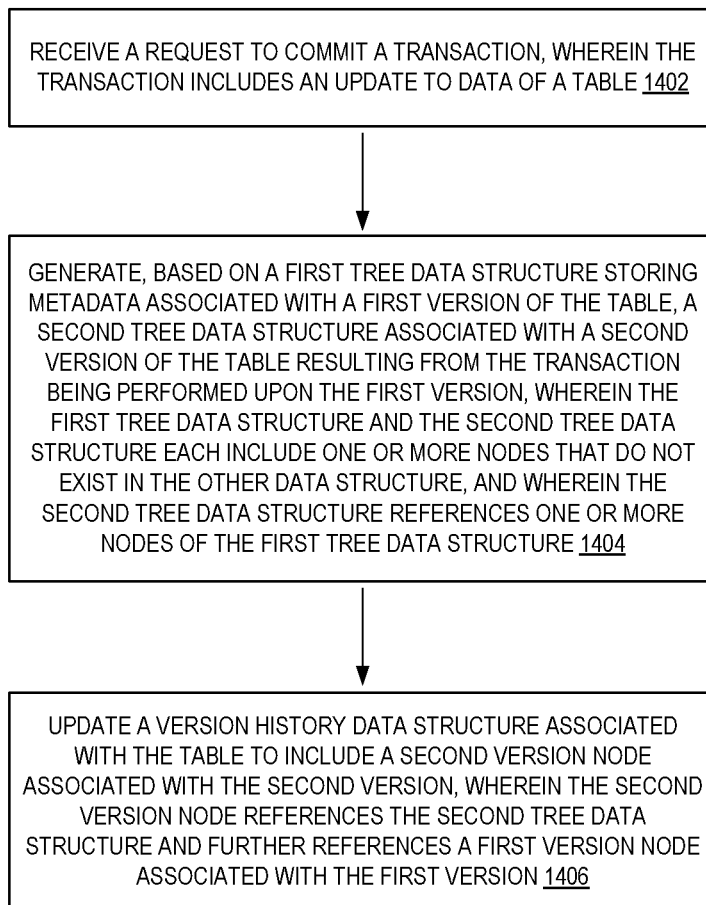 RECEIVE A REQUEST TO COMMIT A TRANSACTION, WHEREIN THE
TRANSACTION INCLUDES AN UPDATE TO DATA OF A TABLE 1402
GENERATE, BASED ON A FIRST TREE DATA STRUCTURE STORING
METADATA ASSOCIATED WITH A FIRST VERSION OF THE TABLE, A
SECOND TREE DATA STRUCTURE ASSOCIATED WITH A SECOND
VERSION OF THE TABLE RESULTING FROM THE TRANSACTION
BEING PERFORMED UPON THE FIRST VERSION, WHEREIN THE
FIRST TREE DATA STRUCTURE AND THE SECOND TREE DATA
STRUCTURE EACH INCLUDE ONE OR MORE NODES THAT DO NOT
EXIST IN THE OTHER DATA STRUCTURE, AND WHEREIN THE
SECOND TREE DATA STRUCTURE REFERENCES ONE OR MORE
NODES OF THE FIRST TREE DATA STRUCTURE 1404
UPDATE A VERSION HISTORY DATA STRUCTURE ASSOCIATED
WITH THE TABLE TO INCLUDE A SECOND VERSION NODE
ASSOCIATED WITH THE SECOND VERSION, WHEREIN THE SECOND
VERSION NODE REFERENCES THE SECOND TREE DATA
STRUCTURE AND FURTHER REFERENCES A FIRST VERSION NODE
ASSOCIATED WITH THE FIRST VERSION 1406